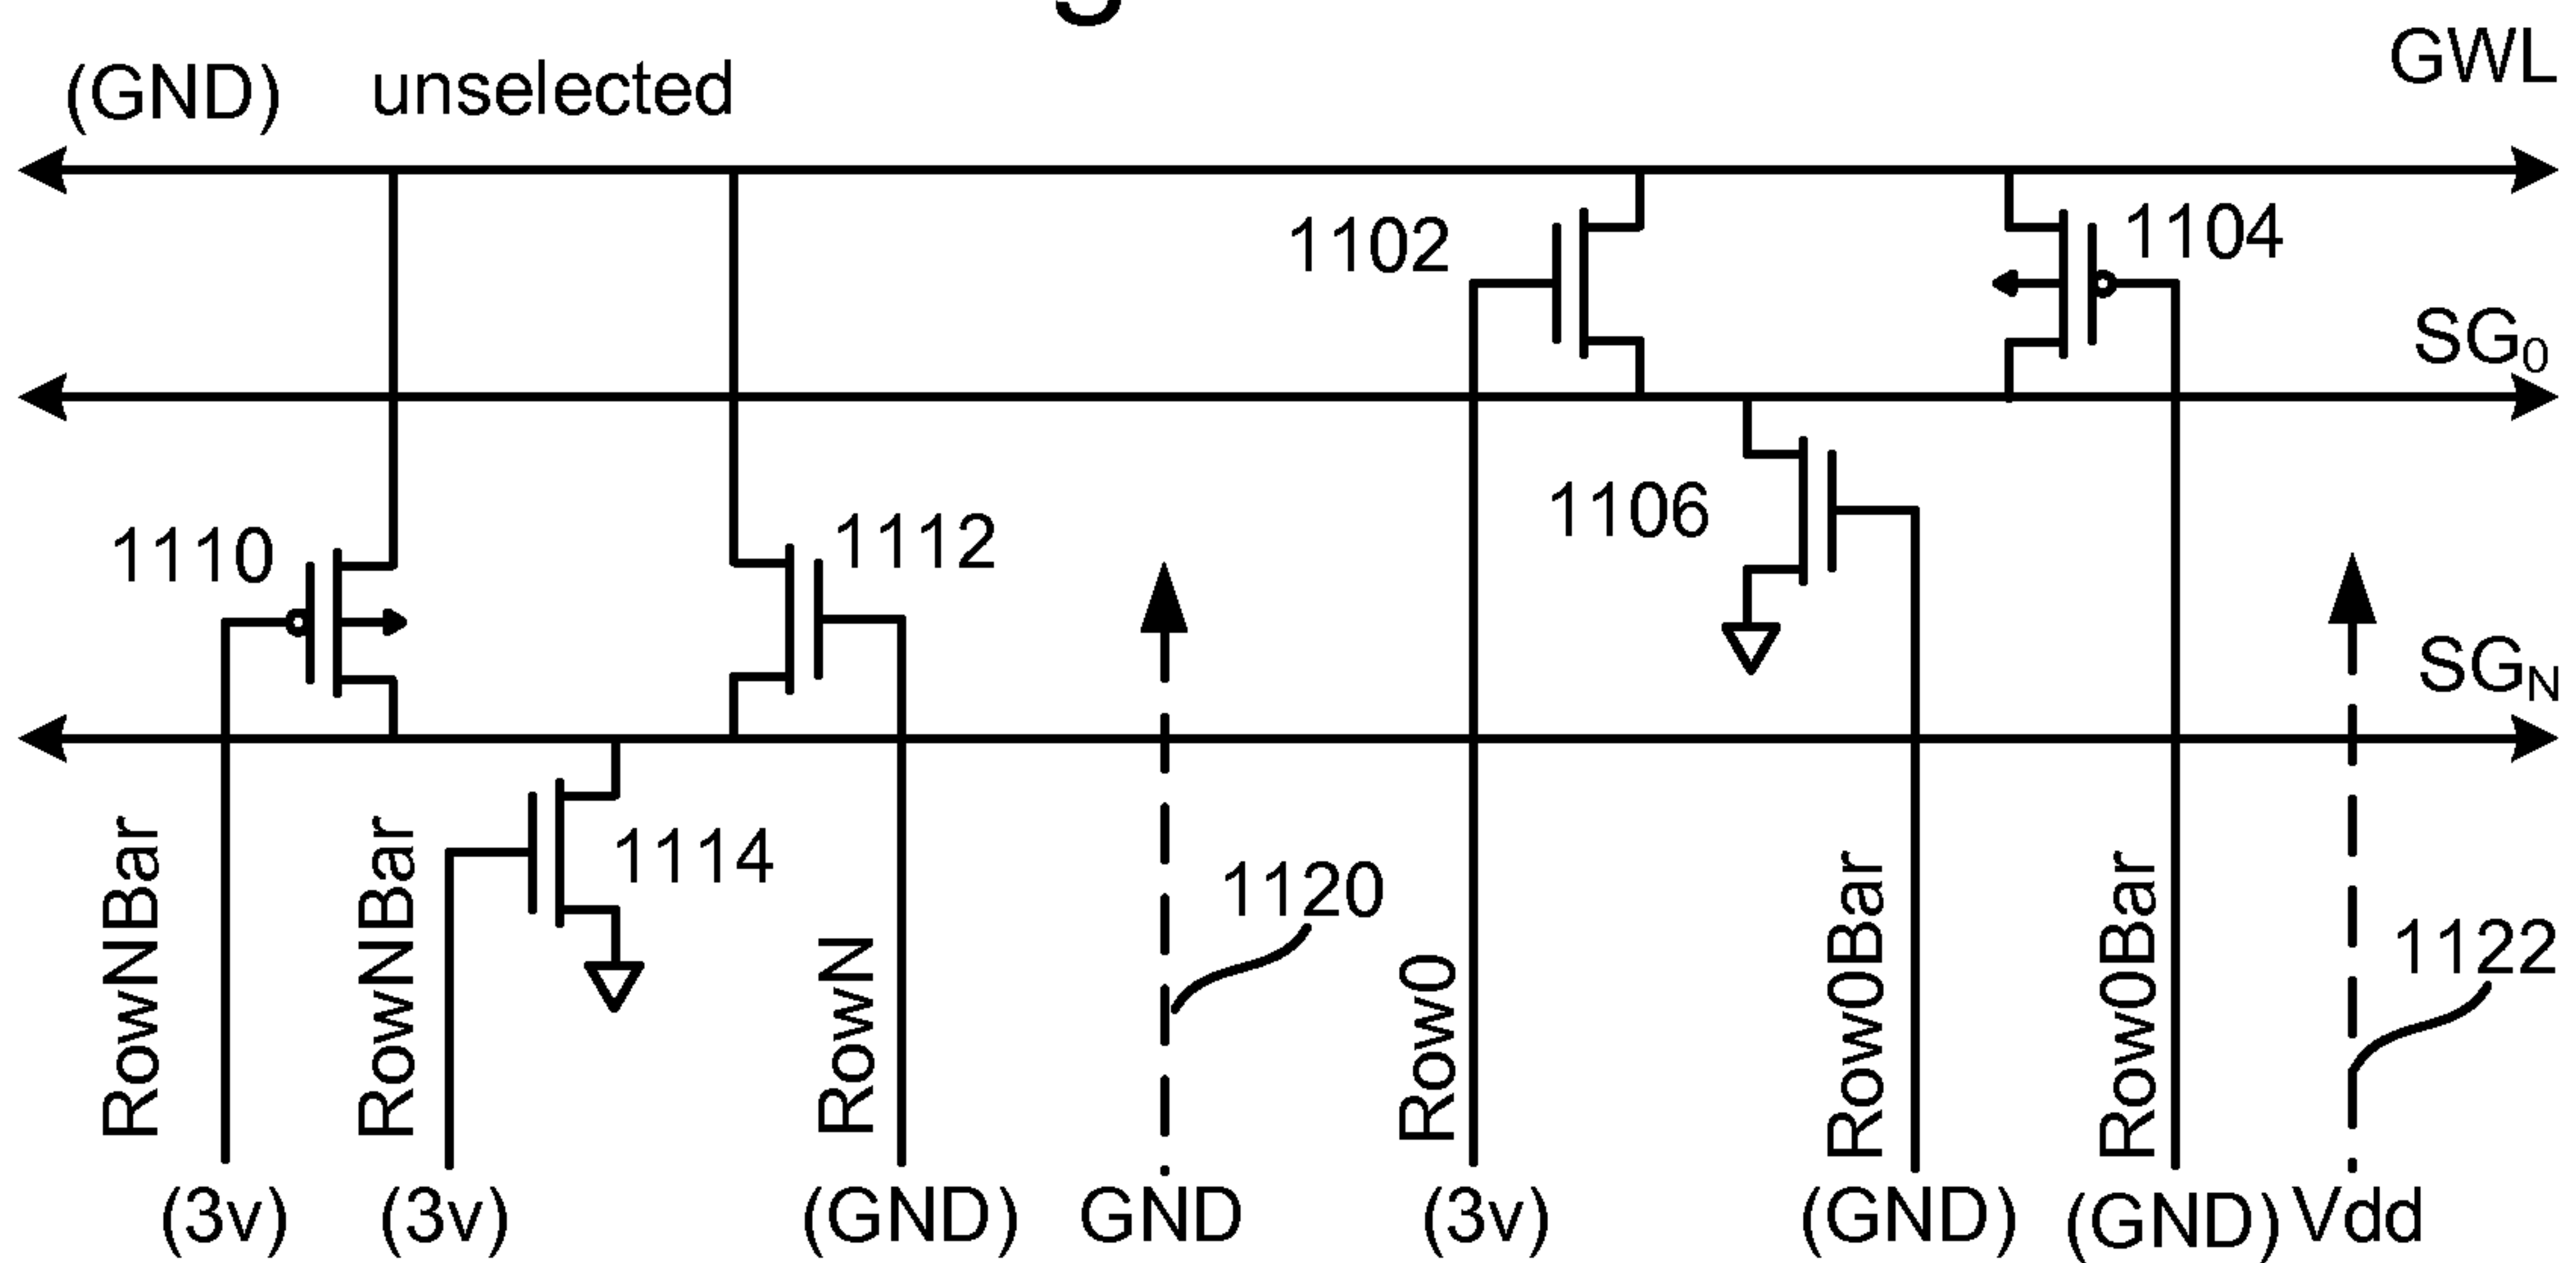 (GND) unselected GWL
1102 1104
SG0
1110 1112 1106
SGN
1114 1120 1122
RowNBar RowNBar RowN Row0 Row0Bar Row0Bar
(3v) (3v) (GND) GND (3v) (GND) (GND) Vdd